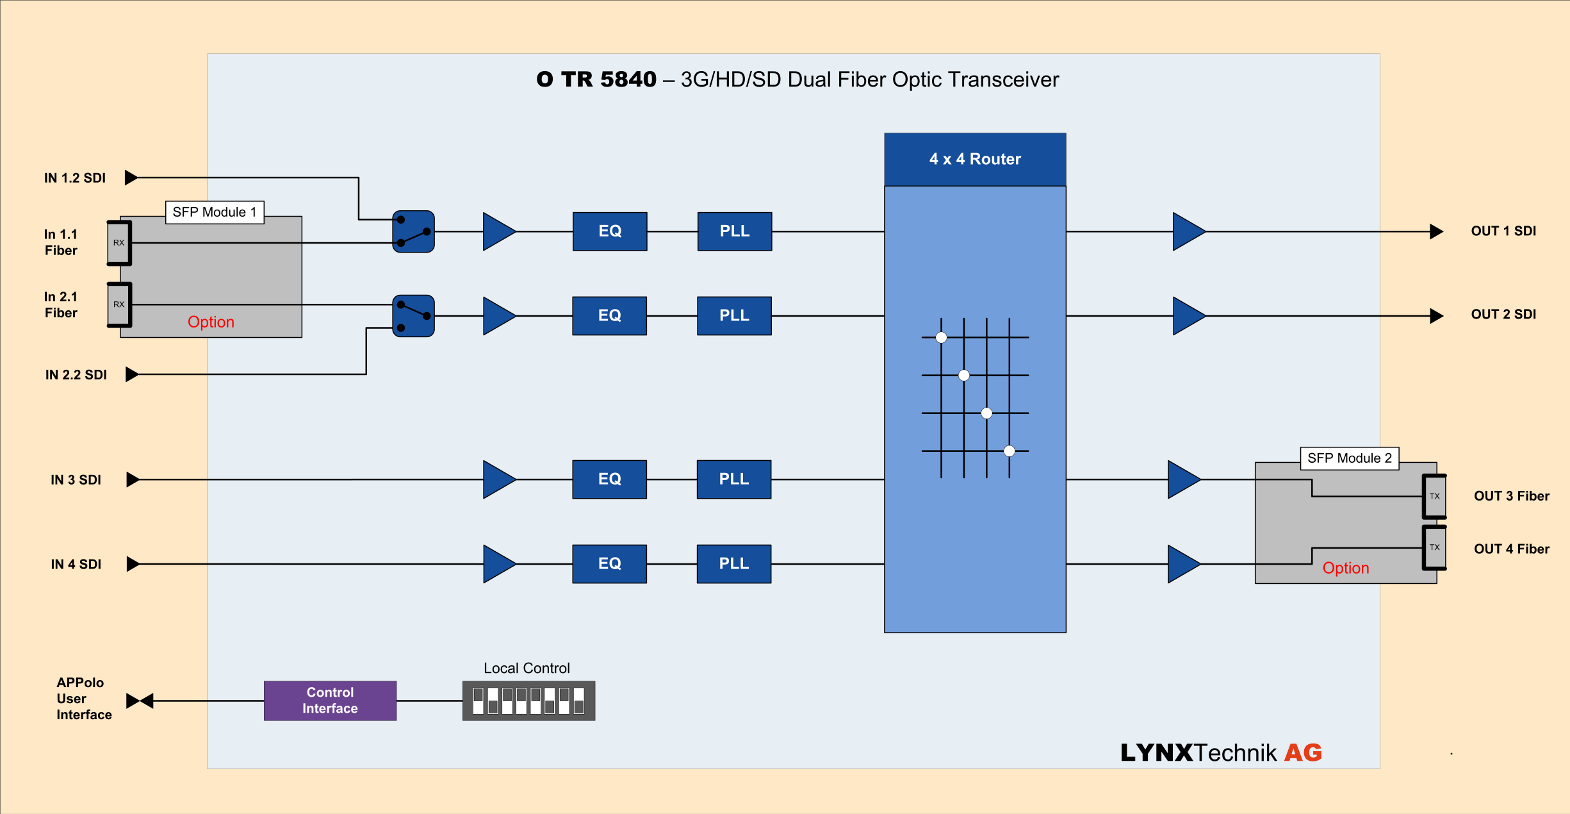 O TR 5840 – 3G/HD/SD Dual Fiber Optic Transceiver
4 x 4 Router
IN 1.2 SDI
SFP Module 1
In 1.1
Fiber
RX
EQ
PLL
OUT 1 SDI
In 2.1
Fiber
RX
Option
EQ
PLL
OUT 2 SDI
IN 2.2 SDI
SFP Module 2
IN 3 SDI
EQ
PLL
TX
OUT 3 Fiber
IN 4 SDI
EQ
PLL
TX
OUT 4 Fiber
Option
Local Control
APPolo
User
Interface
Control
Interface
LYNXTechnik AG